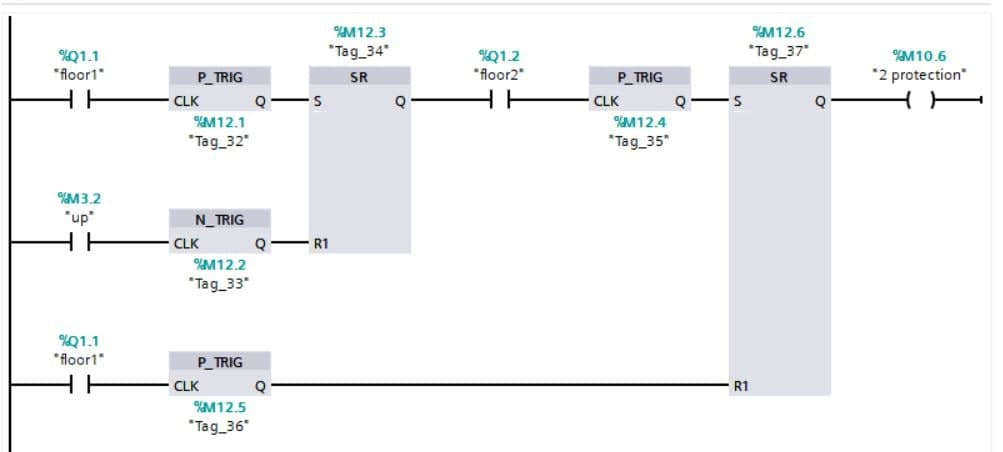 %M12.3
"Tag_34"
%M12.6
"Tag_37"
%Q1.1
"floor1"
%Q1.2
"floor2"
%M10.6
"2 protection"
P_TRIG
SR
P_TRIG
SR
CLK Q
S Q
CLK Q
S Q
%M12.1
"Tag_32"
%M12.4
"Tag_35"
%M3.2
"up"
N_TRIG
CLK Q
R1
%M12.2
"Tag_33"
%Q1.1
"floor1"
P_TRIG
CLK Q
R1
%M12.5
"Tag_36"